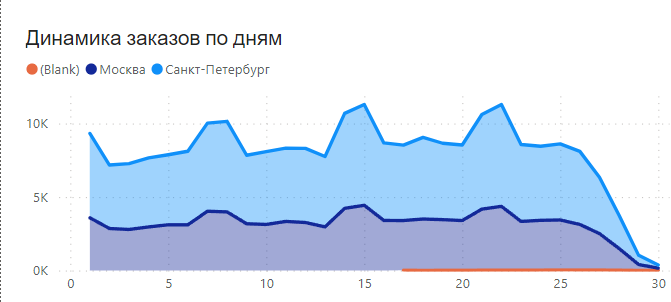 Динамика заказов по дням
(Blank) Москва Санкт-Петербург
10K
5K
0K
0 5 10 15 20 25 30